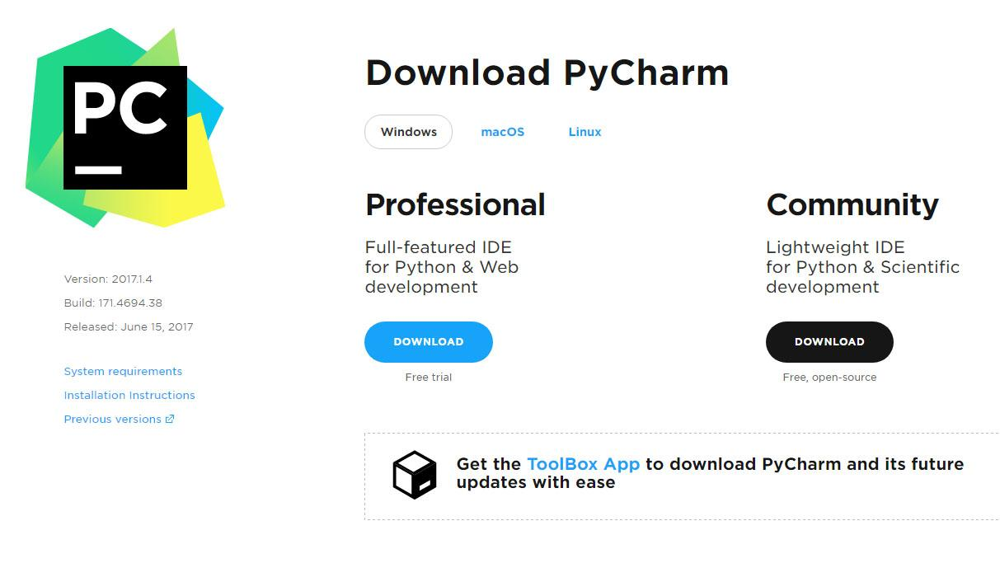 PC
Download PyCharm
Windows macOS Linux
Professional
Full-featured IDE
for Python & Web
development
DOWNLOAD
Free trial
Community
Lightweight IDE
for Python & Scientific
development
DOWNLOAD
Free, open-source
Version: 2017.1.4
Build: 171.4694.38
Released: June 15, 2017
System requirements
Installation Instructions
Previous versions
Get the ToolBox App to download PyCharm and its future
updates with ease